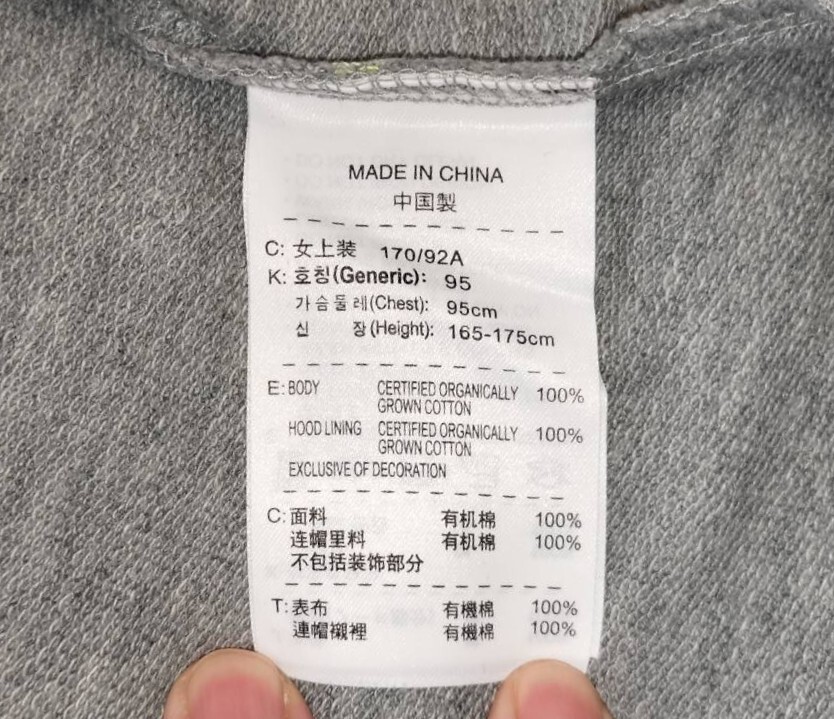 MADE IN CHINA
中国製
C: 女上装 170/92A
K: 호칭(Generic): 95
가슴둘레(Chest): 95cm
신 장(Height): 165-175cm
E: BODY CERTIFIED ORGANICALLY 100%
GROWN COTTON
HOOD LINING CERTIFIED ORGANICALLY 100%
GROWN COTTON
EXCLUSIVE OF DECORATION
C: 面料 有机棉 100%
连帽里料 有机棉 100%
不包括装饰部分
T: 表布 有機棉 100%
連帽襯裡 有機棉 100%